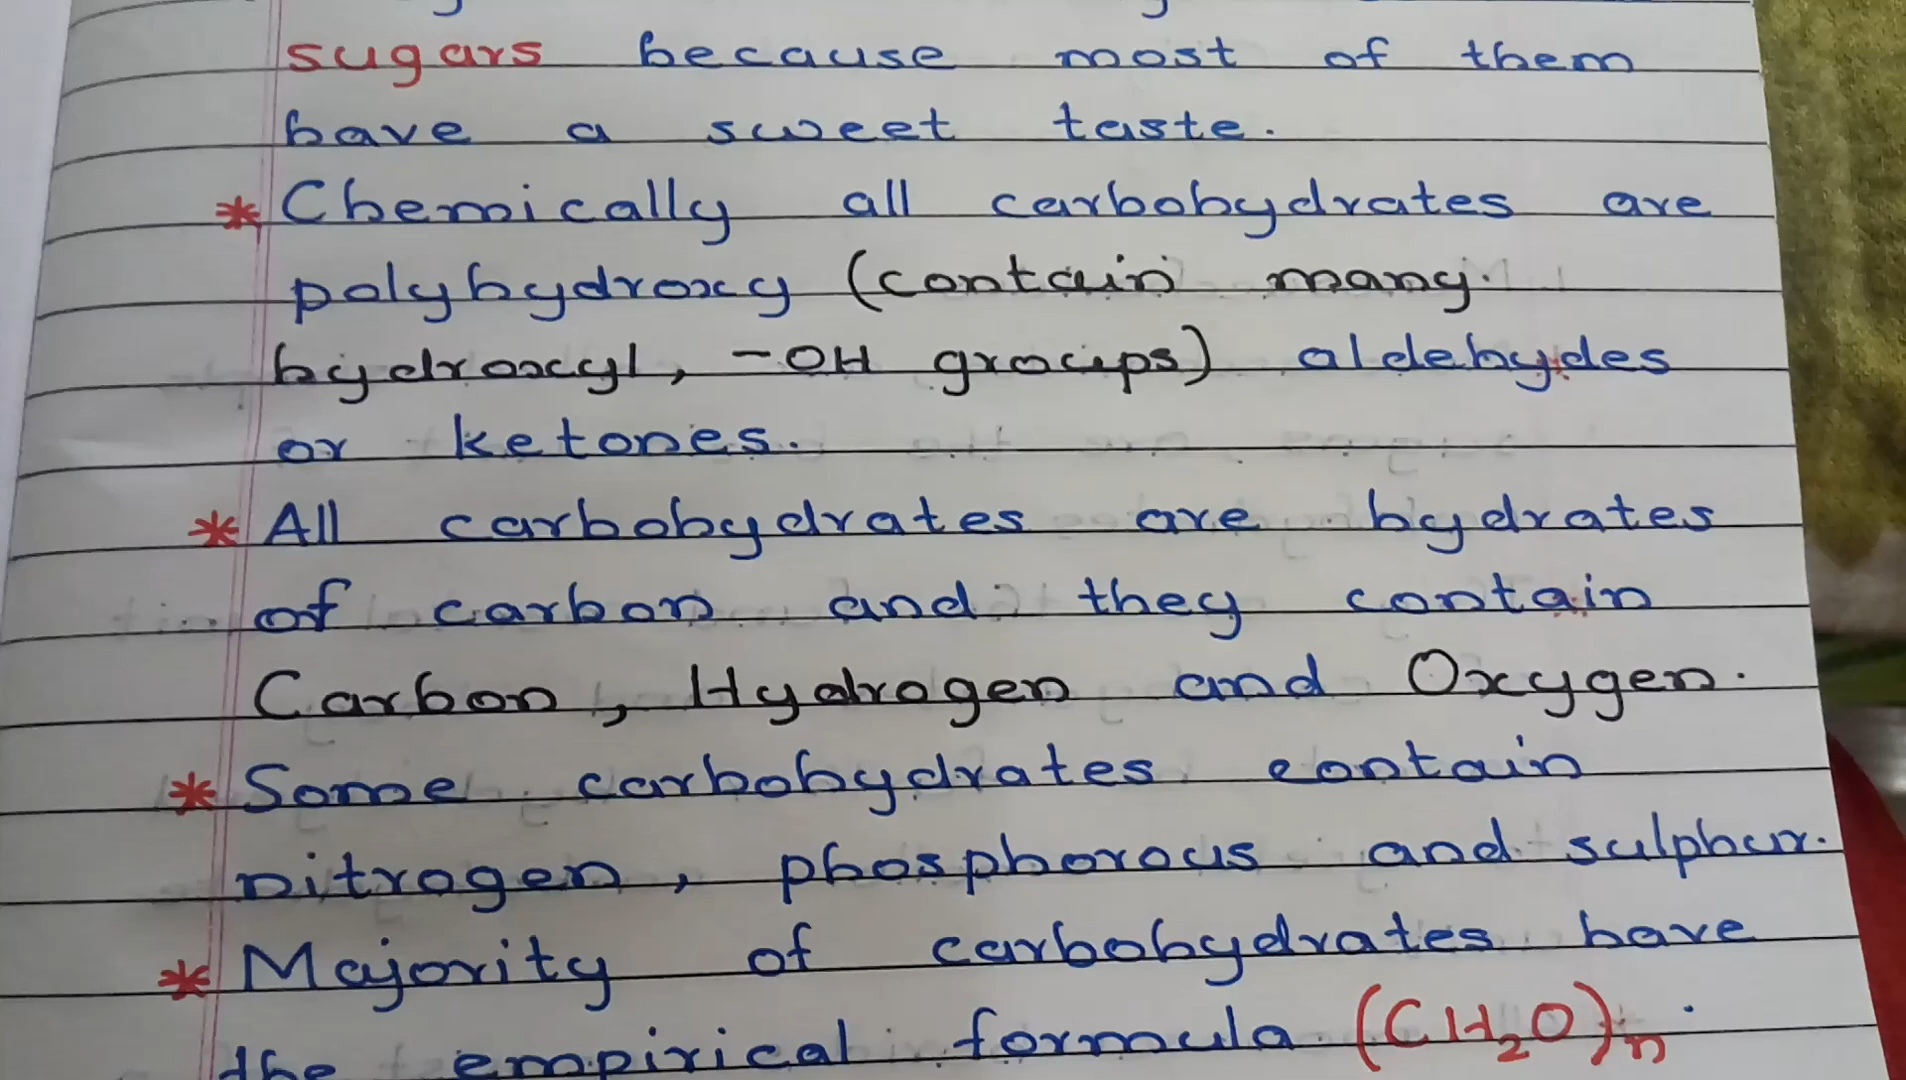 sugars because most of them
have a sweet taste.
* Chemically all carbohydrates are
polyhydroxy (contain many
hydroxyl, -OH groups) aldehydes
or ketones.
* All carbohydrates are hydrates
of carbon and they contain
Carbon, Hydrogen and Oxygen.
* Some carbohydrates contain
nitrogen, phosphorous and sulphur.
* Majority of carbohydrates have
the empirical formula (CH₂O)n.